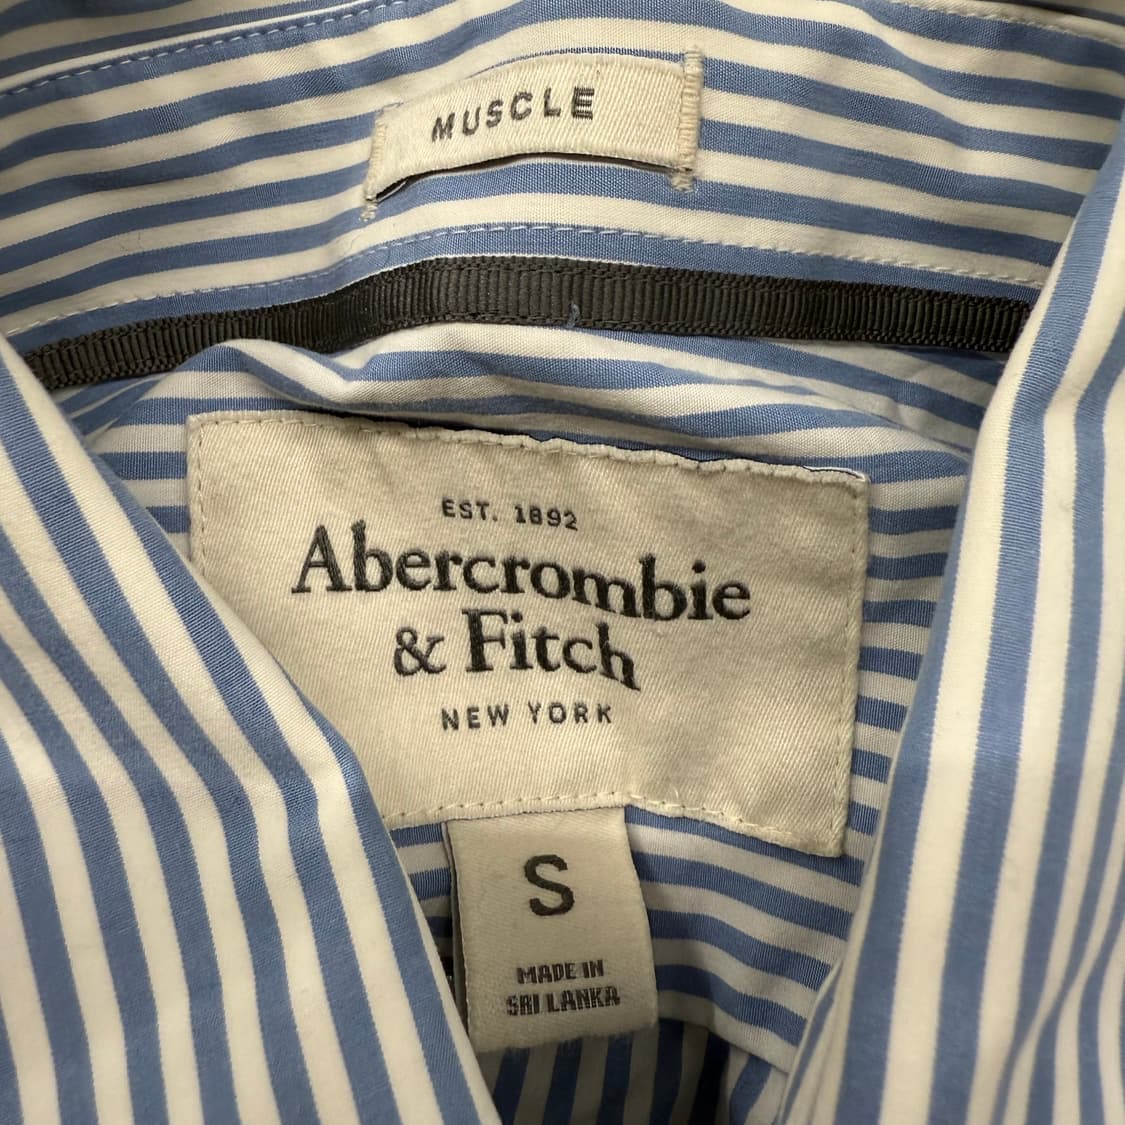 MUSCLE
EST. 1892
Abercrombie
& Fitch
NEW YORK
S
MADE IN
SRI LANKA